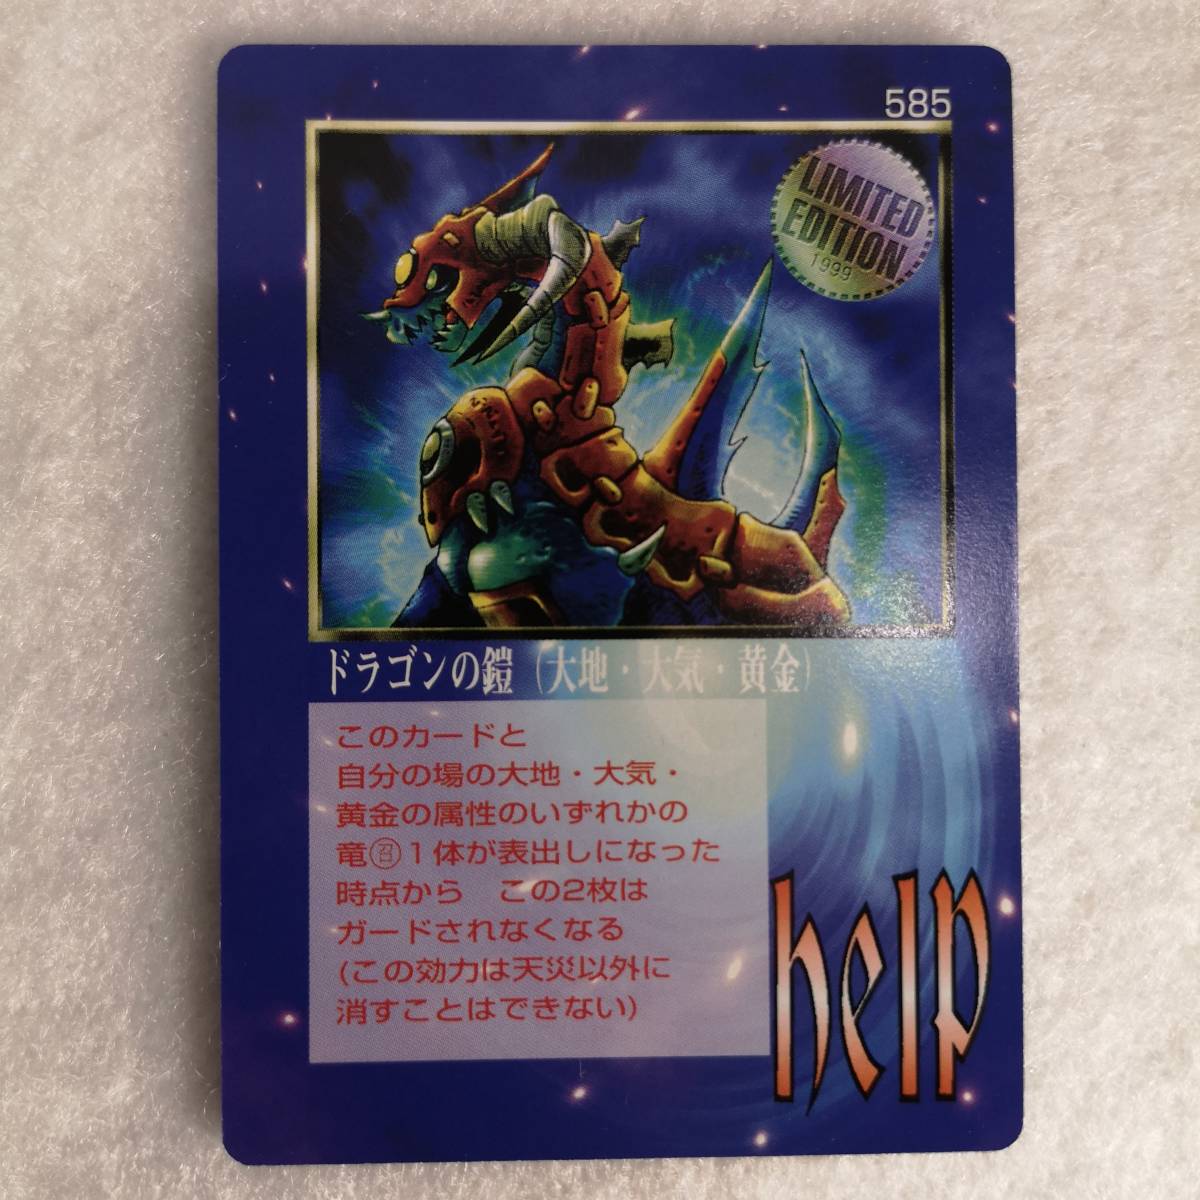 585
LIMITED
EDITION
1999
ドラゴンの鎧（大地・大気・黄金）
このカードと
自分の場の大地・大気・
黄金の属性のいずれかの
竜㊁１体が表出しになった
時点から　この2枚は
ガードされなくなる
(この効力は天災以外に
消すことはできない)
help